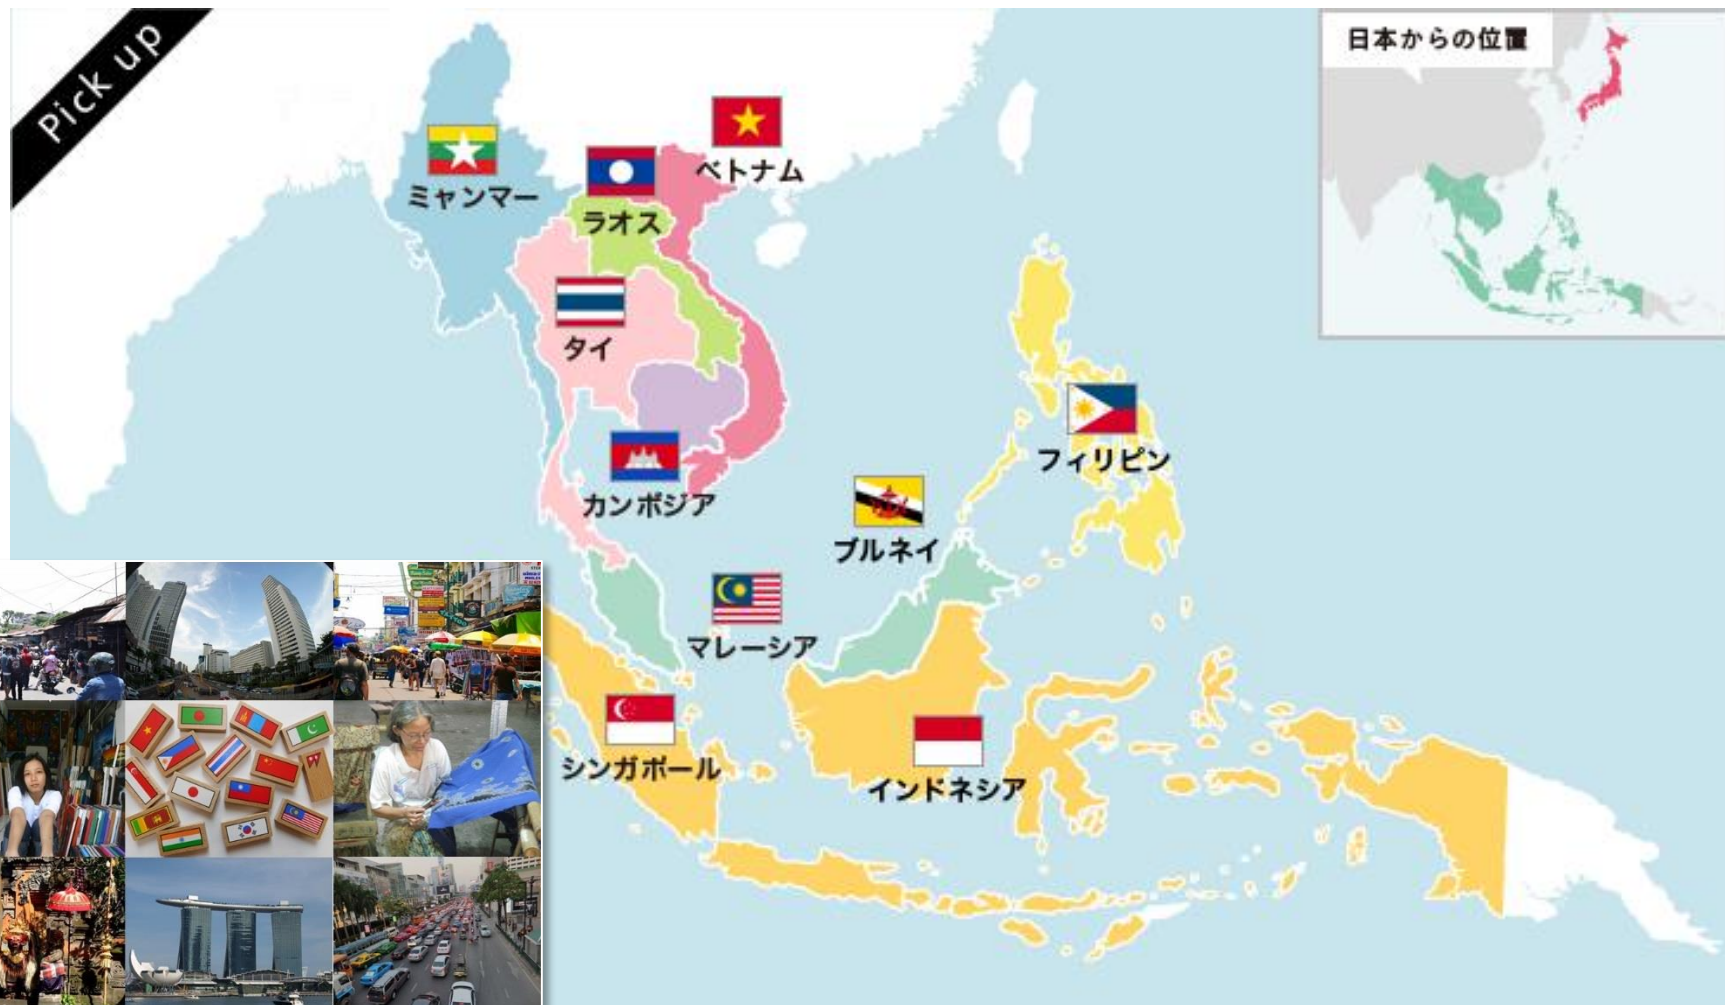 Pick up
日本からの位置
ベトナム
ミャンマー
ラオス
タイ
フィリピン
カンボジア
ブルネイ
マレーシア
シンガポール
インドネシア